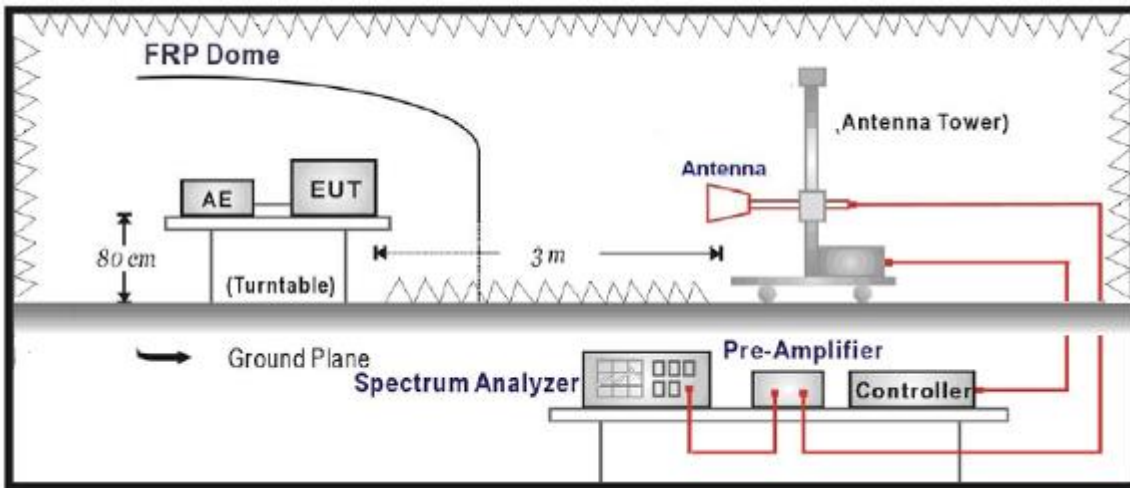 FRP Dome
(Antenna Tower)
Antenna
AE
EUT
80 cm
3 m
(Turntable)
Ground Plane
Pre-Amplifier
Spectrum Analyzer
Controller